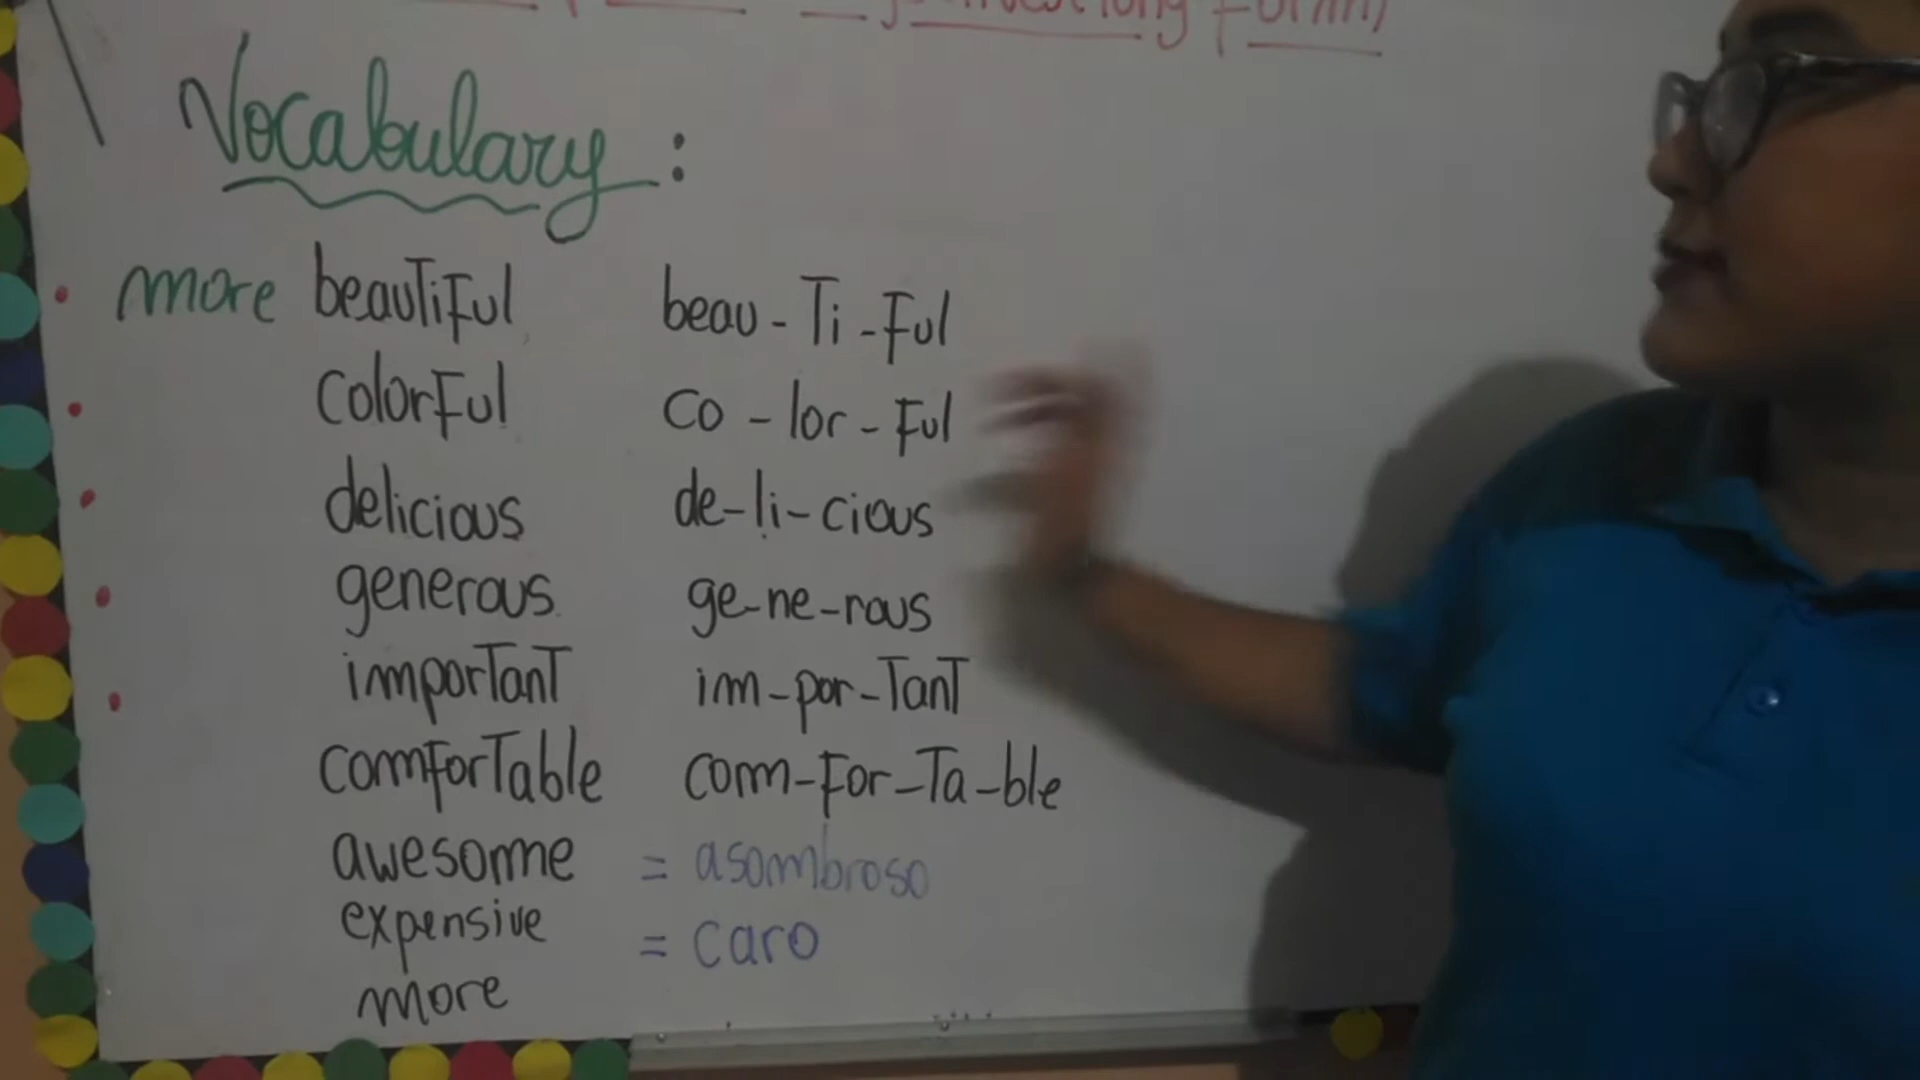 Vocabulary :
• more beautiful beau - Ti - Ful
• colorFul co - lor - Ful
• delicious de-li-cious
• generous ge-ne-rous
• imporTanT im-por-TanT
comForTable com-For-Ta-ble
awesome = asombroso
expensive = caro
more